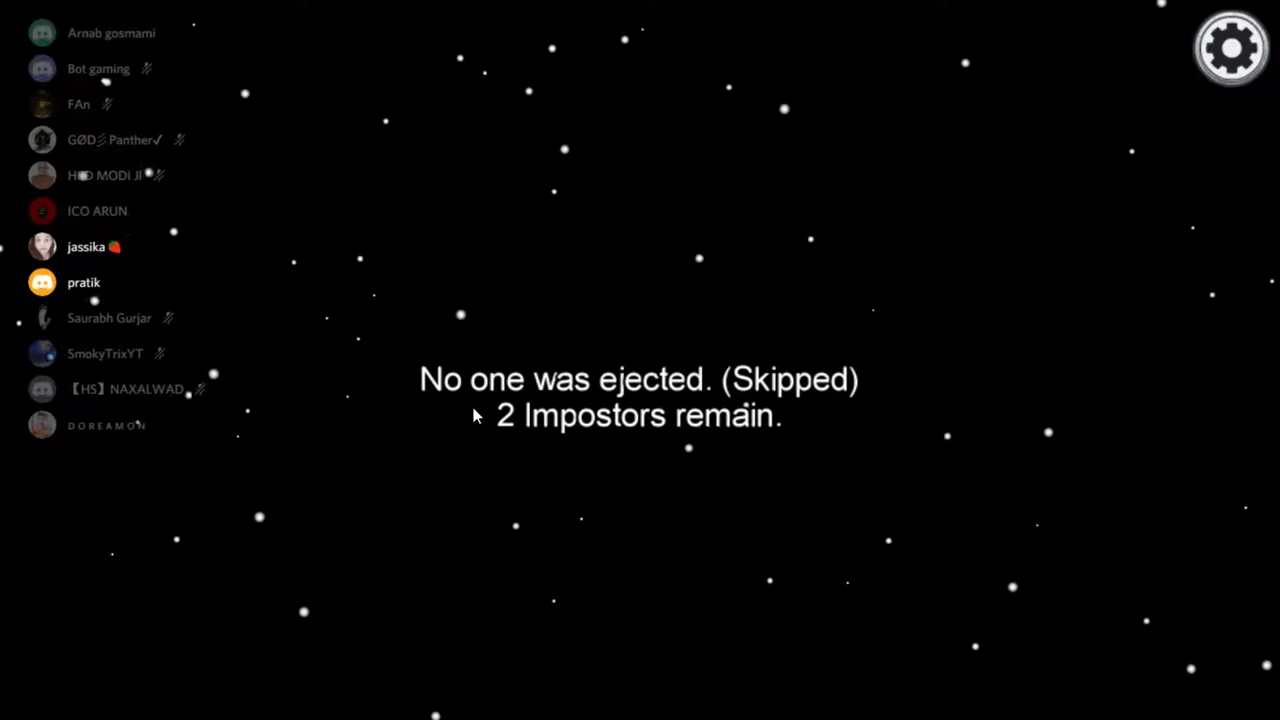 Arnab gosmami
Bot gaming
FAn
GØD彡Panther✓
MODI JI
ICO ARUN
jassika 🍓
pratik
Saurabh Gurjar
SmokyTrixYT
【HS】NAXALWAD
DOREAMON
No one was ejected. (Skipped)
2 Impostors remain.